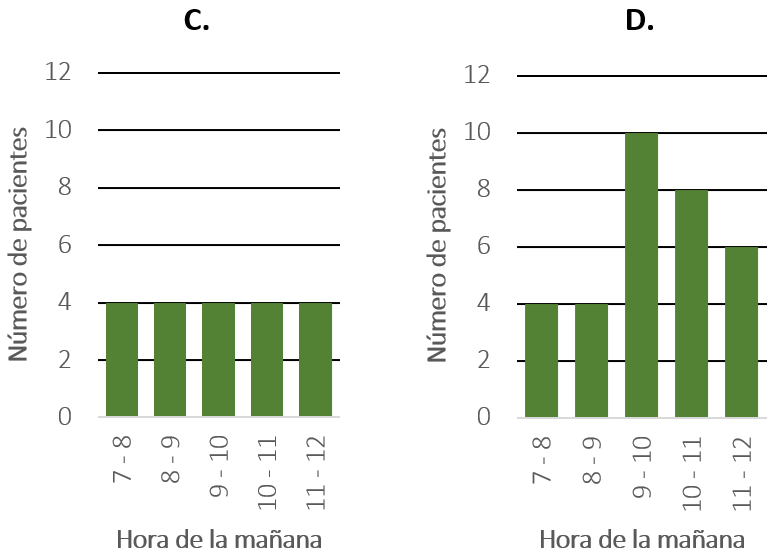 C.
Número de pacientes
12
10
8
6
4
2
0
7 - 8
8 - 9
9 - 10
10 - 11
11 - 12
Hora de la mañana
D.
Número de pacientes
12
10
8
6
4
2
0
7 - 8
8 - 9
9 - 10
10 - 11
11 - 12
Hora de la mañana